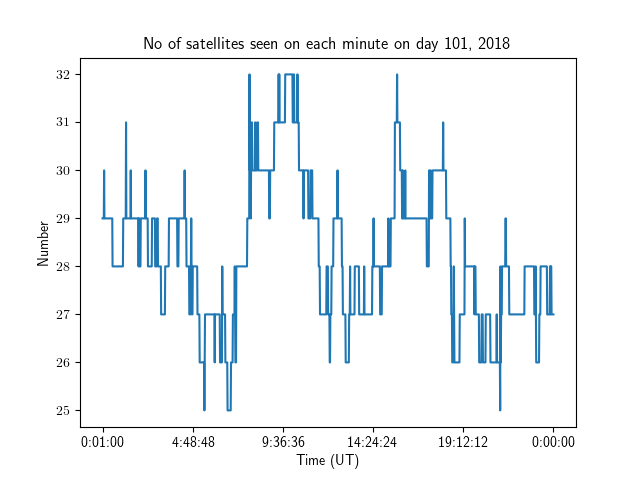 No of satellites seen on each minute on day 101, 2018
32
31
30
29
28
27
26
25
Number
0:01:00 4:48:48 9:36:36 14:24:24 19:12:12 0:00:00
Time (UT)